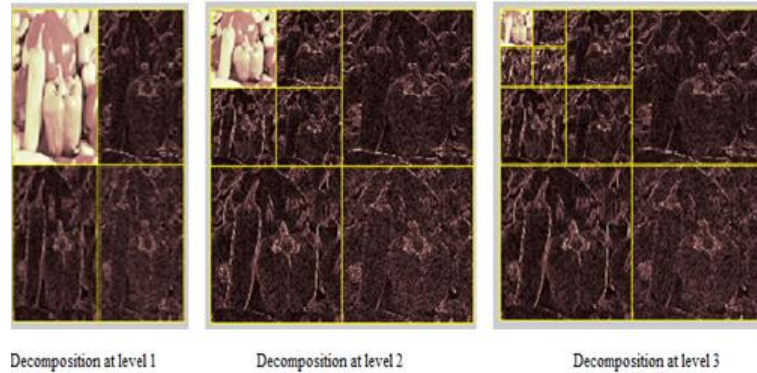 Decomposition at level 1
Decomposition at level 2
Decomposition at level 3